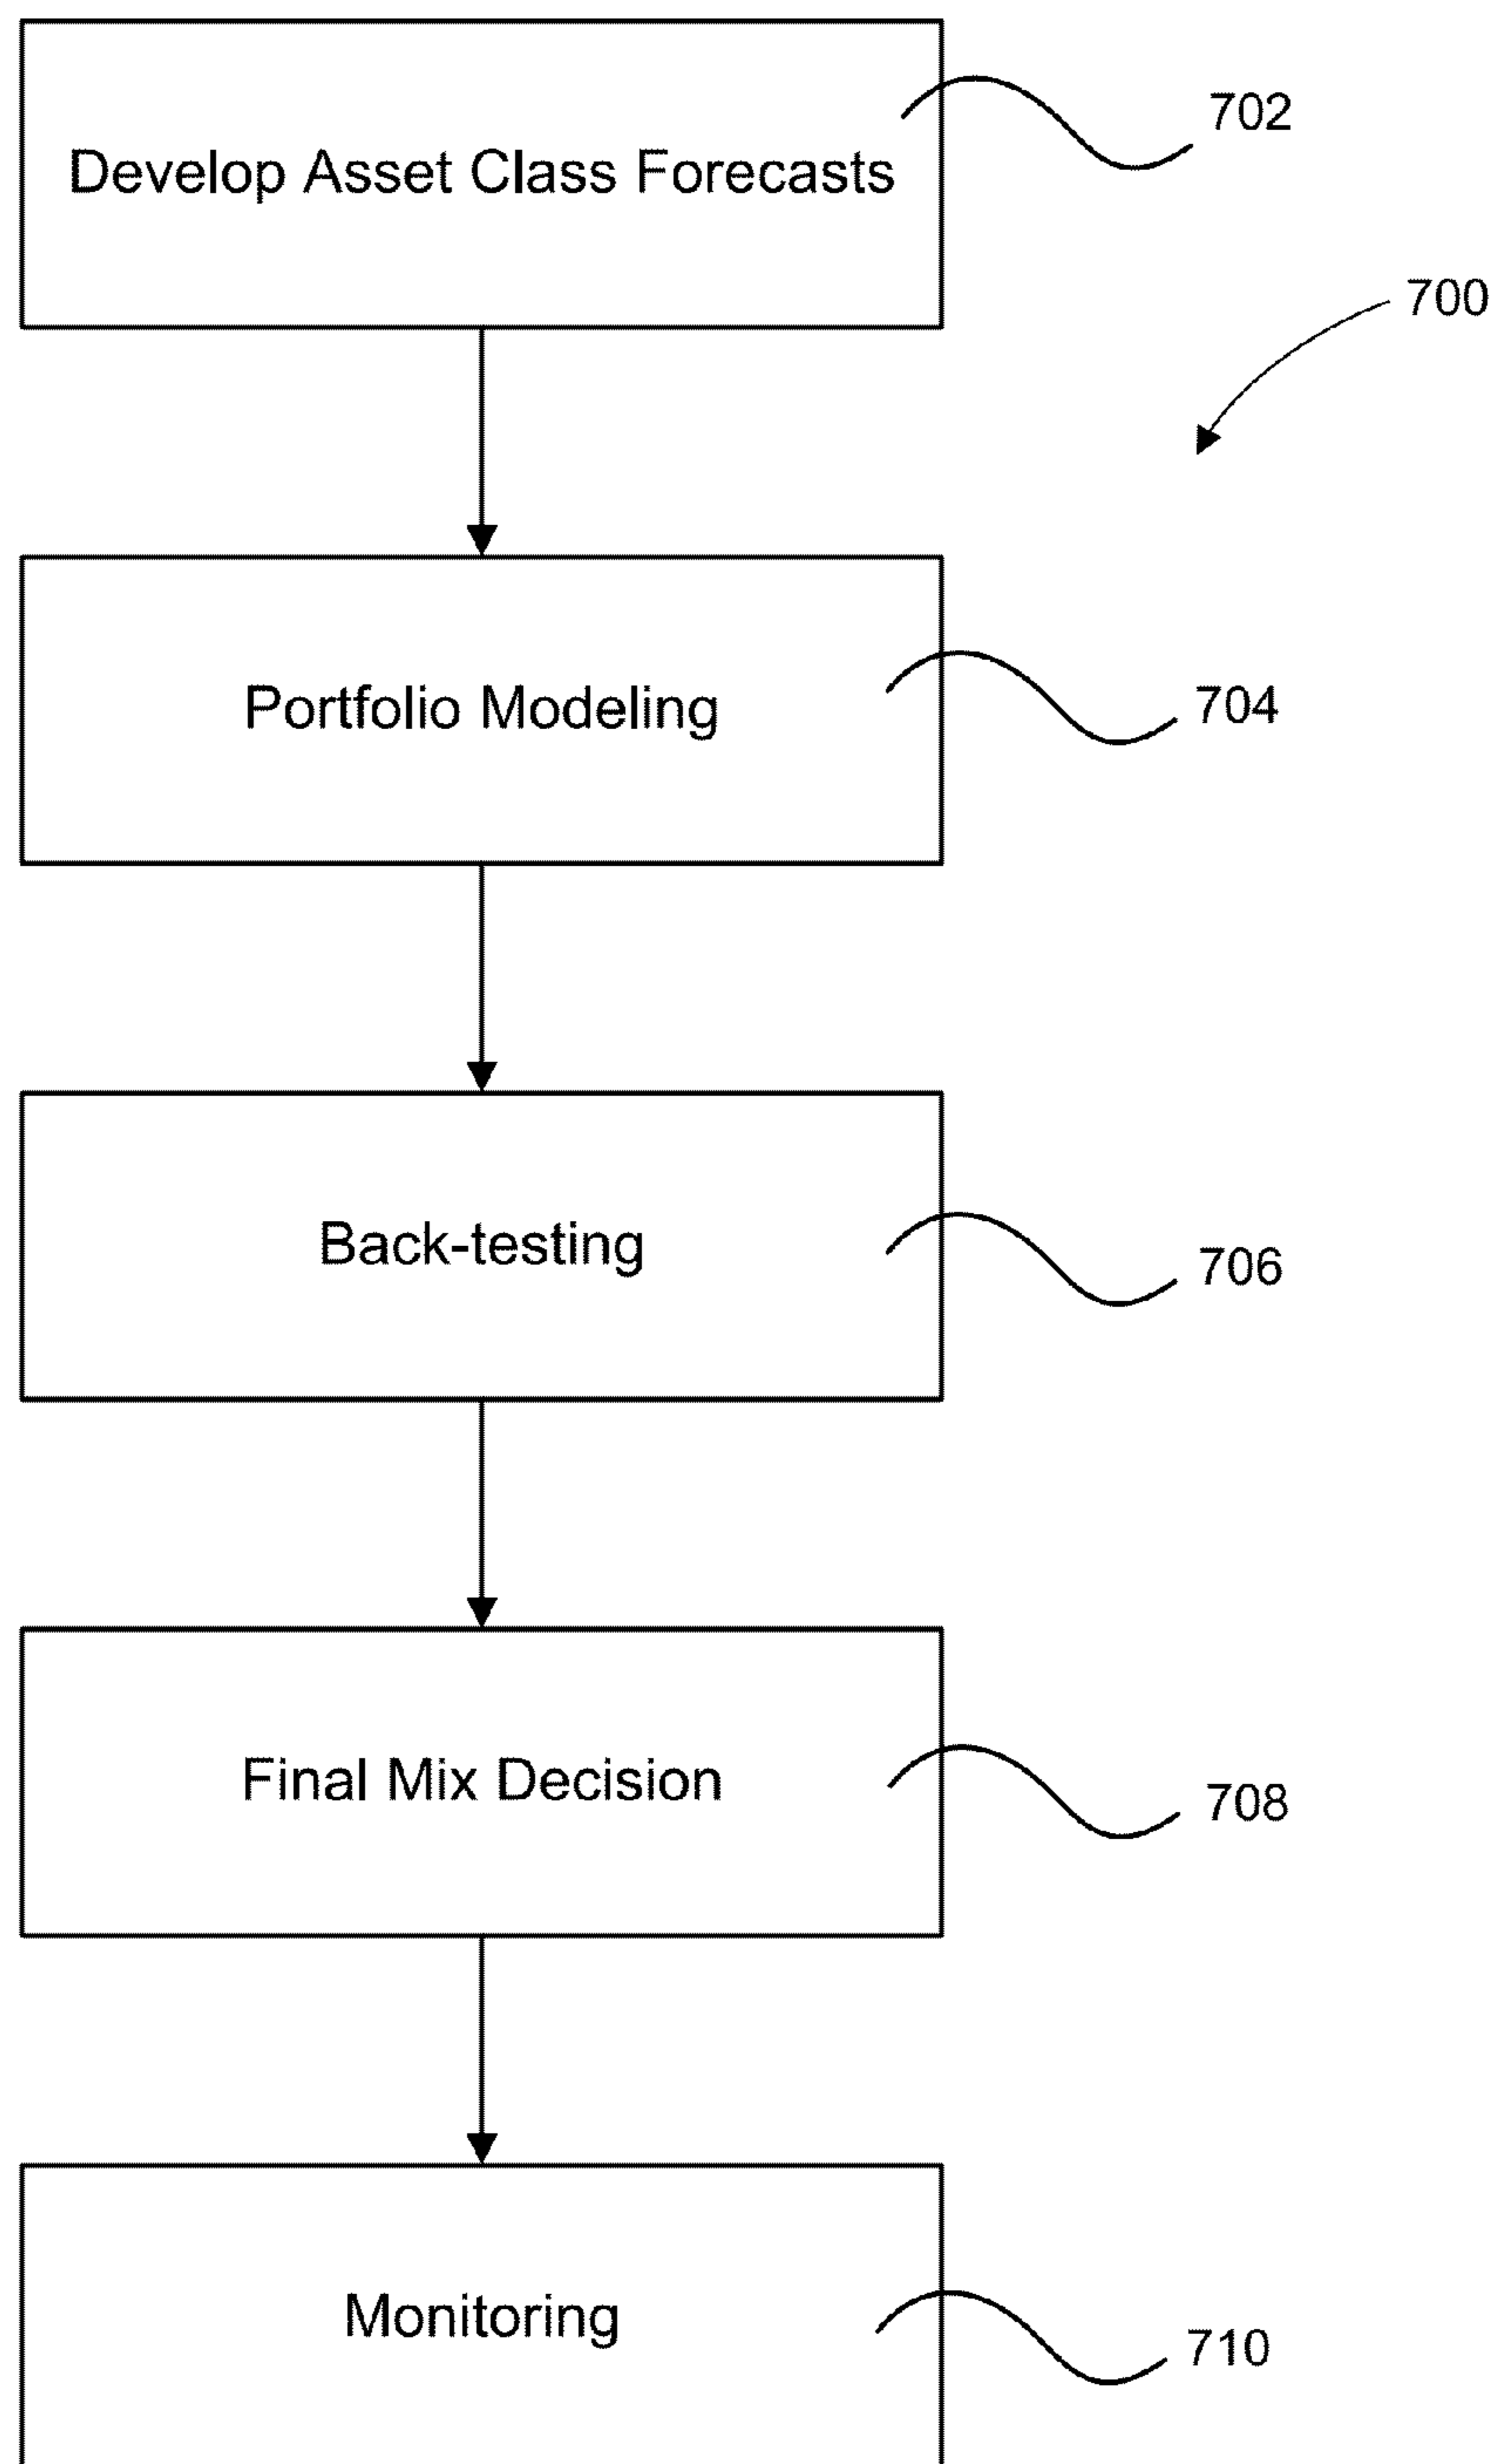 Develop Asset Class Forecasts
702
700
Portfolio Modeling
704
Back-testing
706
Final Mix Decision
708
Monitoring
710